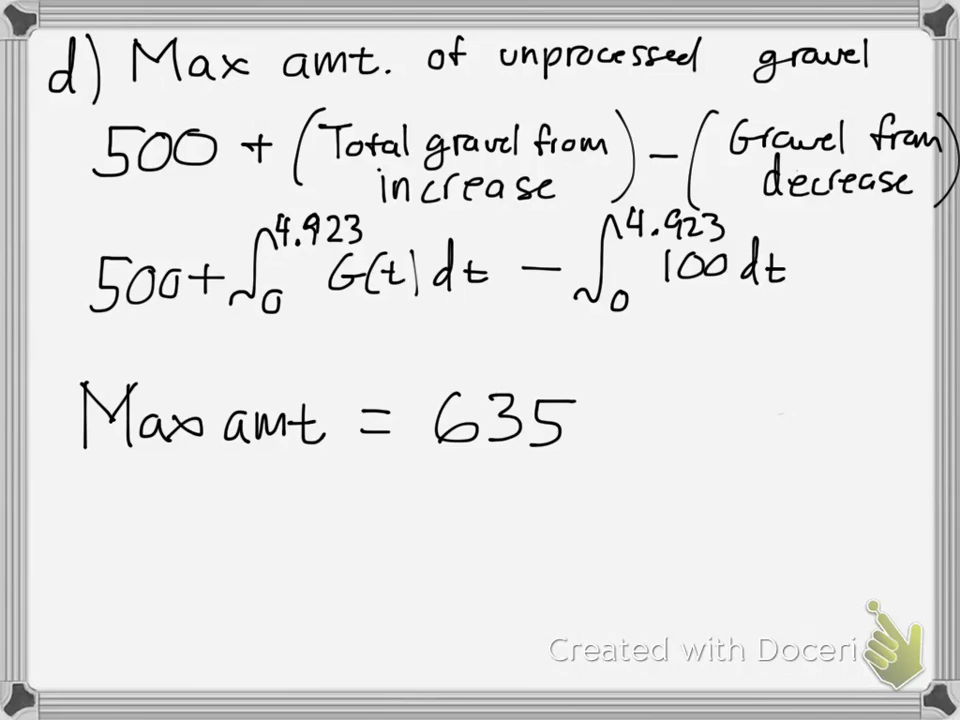 d) Max amt. of unprocessed gravel
500 + (Total gravel from increase) − (Gravel from decrease)
500 + ∫₀^4.923 G(t) dt − ∫₀^4.923 100 dt
Max amt = 635
Created with Doceri